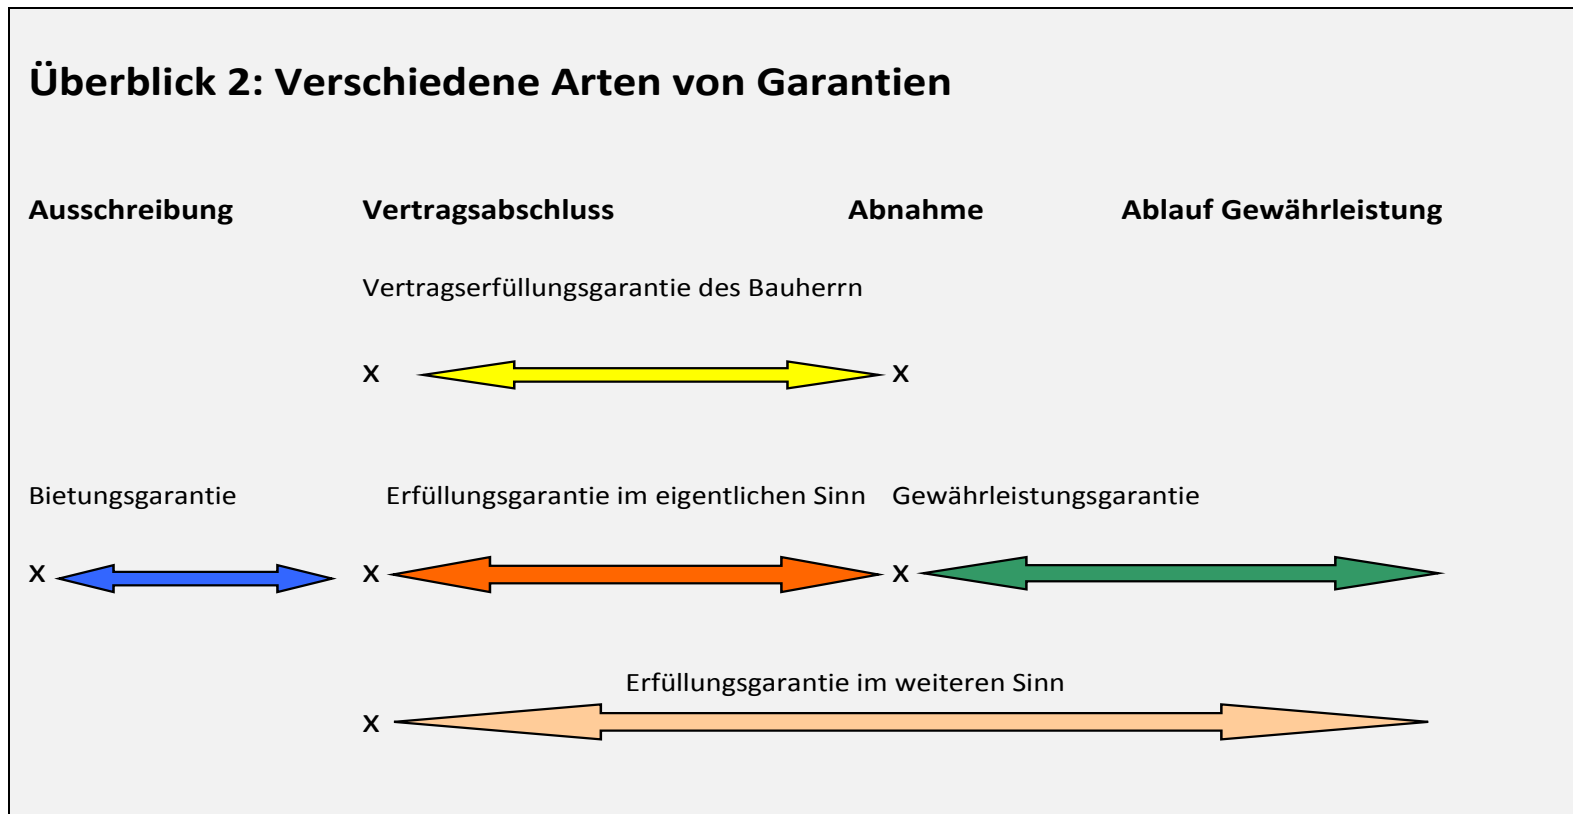 Überblick 2: Verschiedene Arten von Garantien
Ausschreibung Vertragsabschluss Abnahme Ablauf Gewährleistung
Vertragserfüllungsgarantie des Bauherrn
X X
Bietungsgarantie Erfüllungsgarantie im eigentlichen Sinn Gewährleistungsgarantie
X X X
Erfüllungsgarantie im weiteren Sinn
X